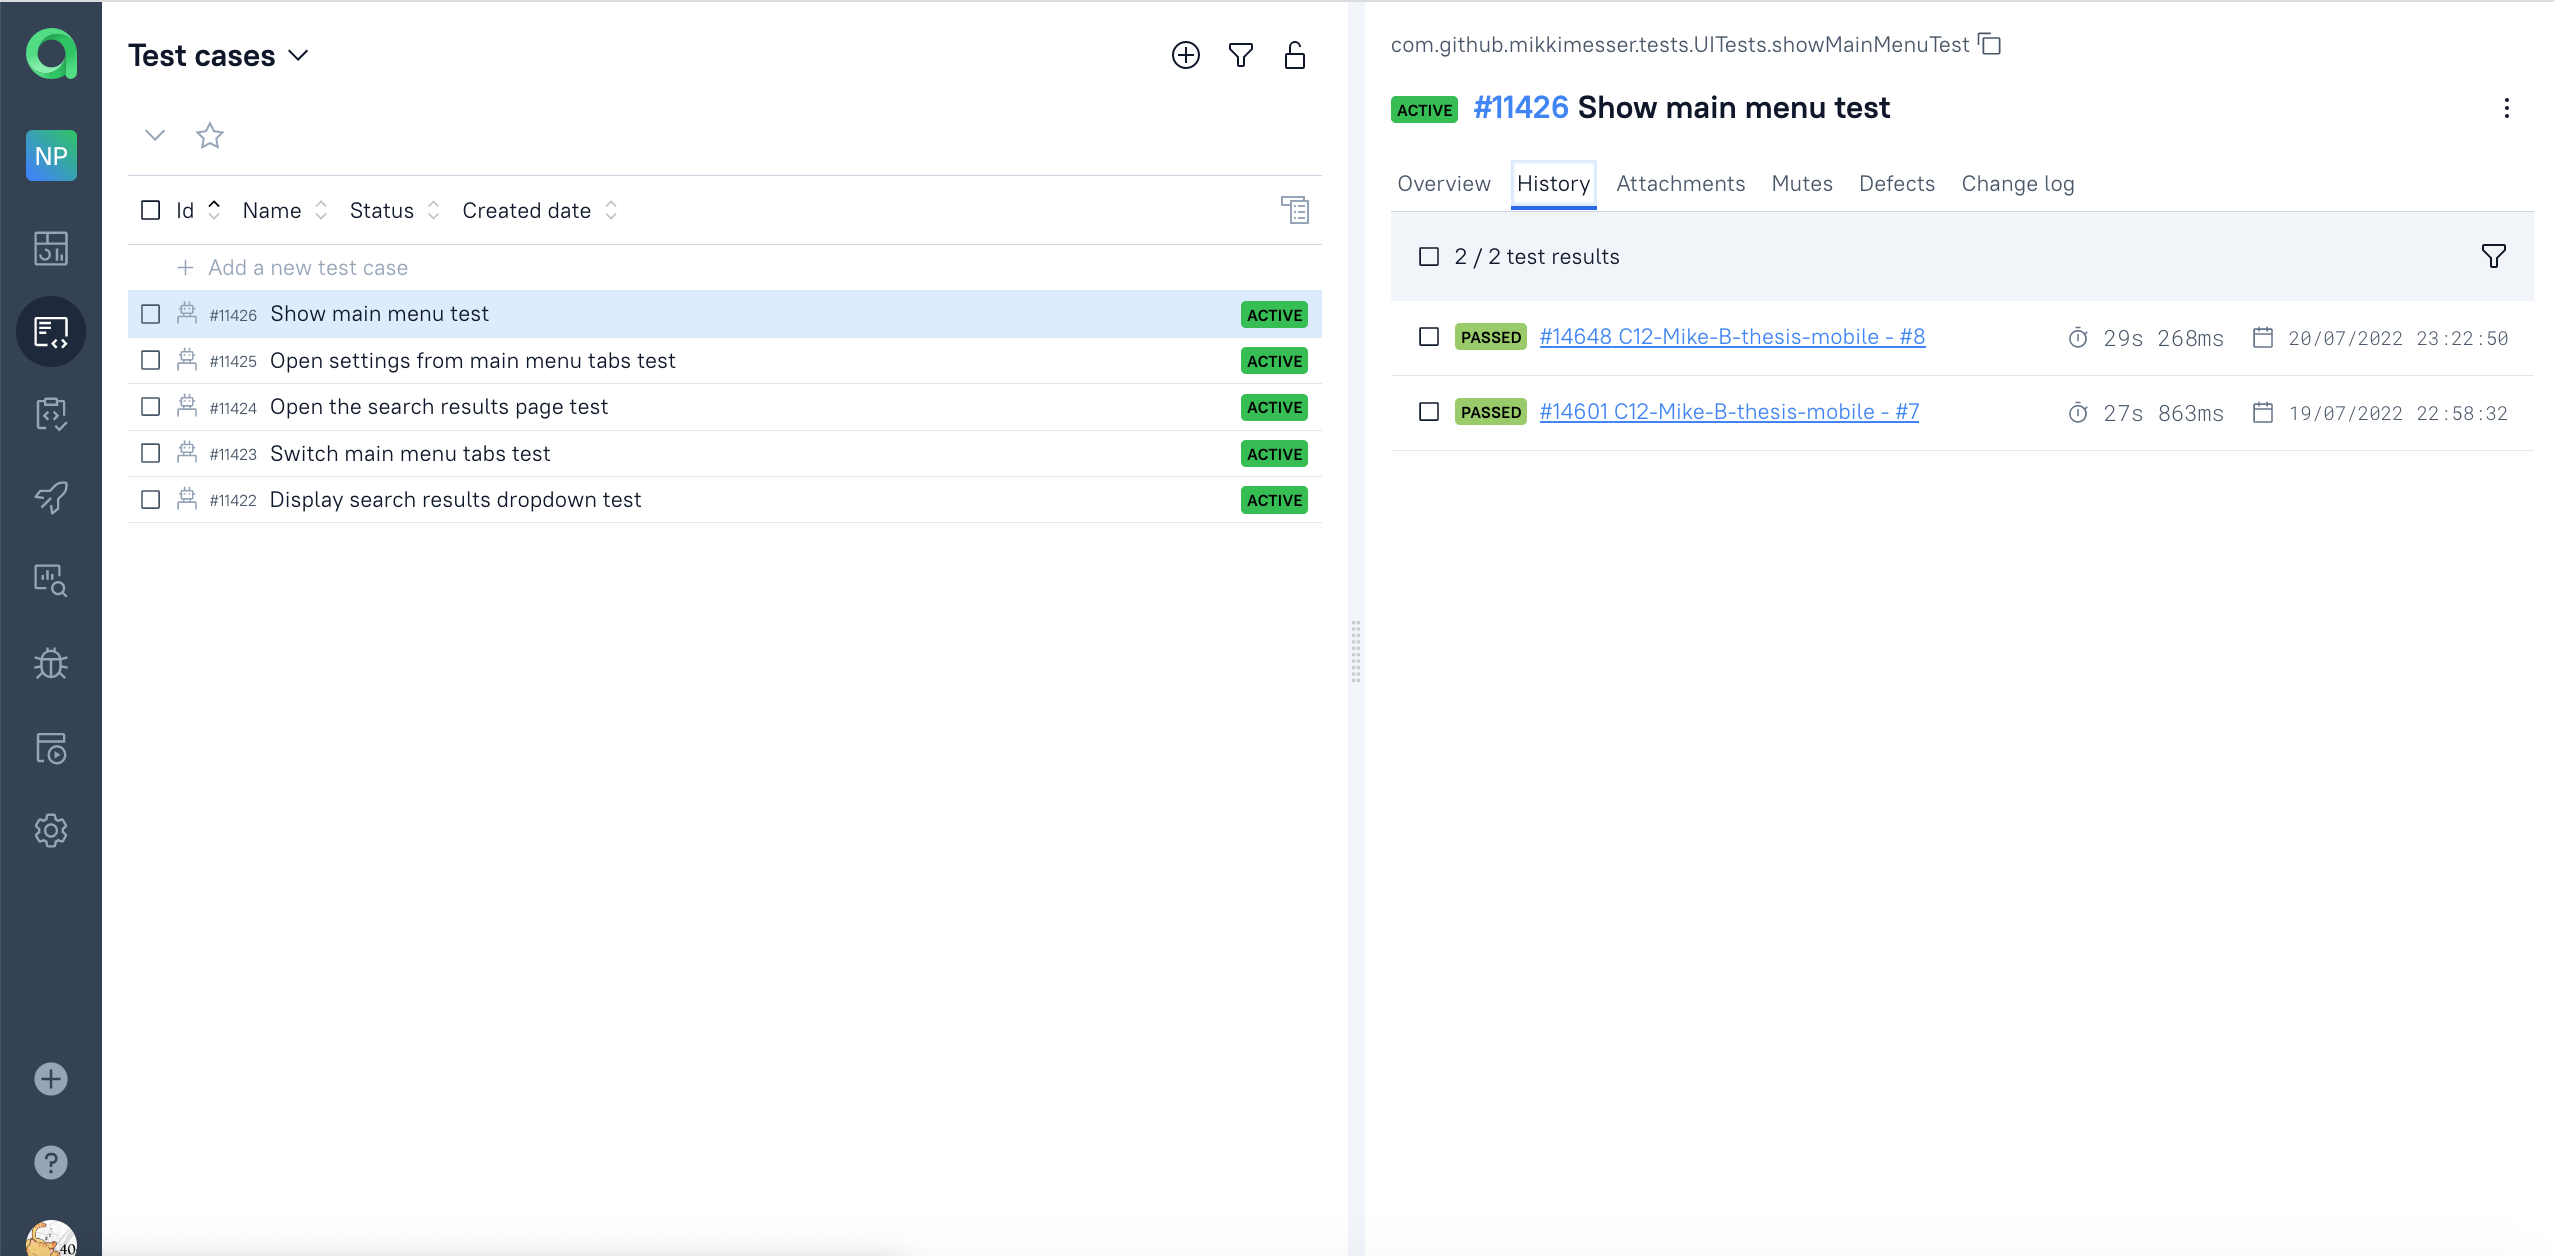 Test cases
NP
Id Name Status Created date
Add a new test case
#11426 Show main menu test ACTIVE
#11425 Open settings from main menu tabs test ACTIVE
#11424 Open the search results page test ACTIVE
#11423 Switch main menu tabs test ACTIVE
#11422 Display search results dropdown test ACTIVE
40
com.github.mikkimesser.tests.UITests.showMainMenuTest
ACTIVE #11426 Show main menu test
Overview History Attachments Mutes Defects Change log
2 / 2 test results
PASSED #14648 C12-Mike-B-thesis-mobile - #8 29s 268ms 20/07/2022 23:22:50
PASSED #14601 C12-Mike-B-thesis-mobile - #7 27s 863ms 19/07/2022 22:58:32